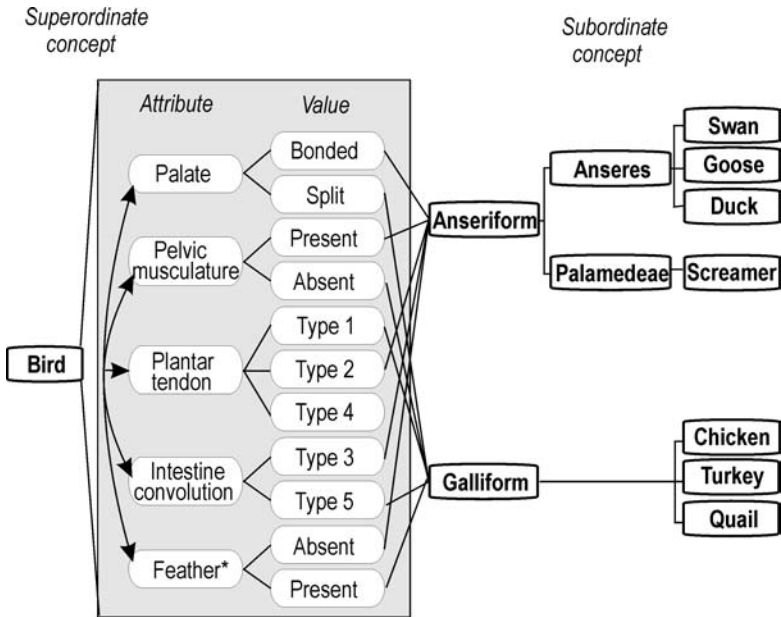 Superordinate
concept
Subordinate
concept
Attribute
Value
Bird
Palate
Bonded
Split
Pelvic
musculature
Present
Absent
Plantar
tendon
Type 1
Type 2
Type 4
Intestine
convolution
Type 3
Type 5
Feather*
Absent
Present
Anseriform
Anseres
Swan
Goose
Duck
Palamedeae
Screamer
Galliform
Chicken
Turkey
Quail